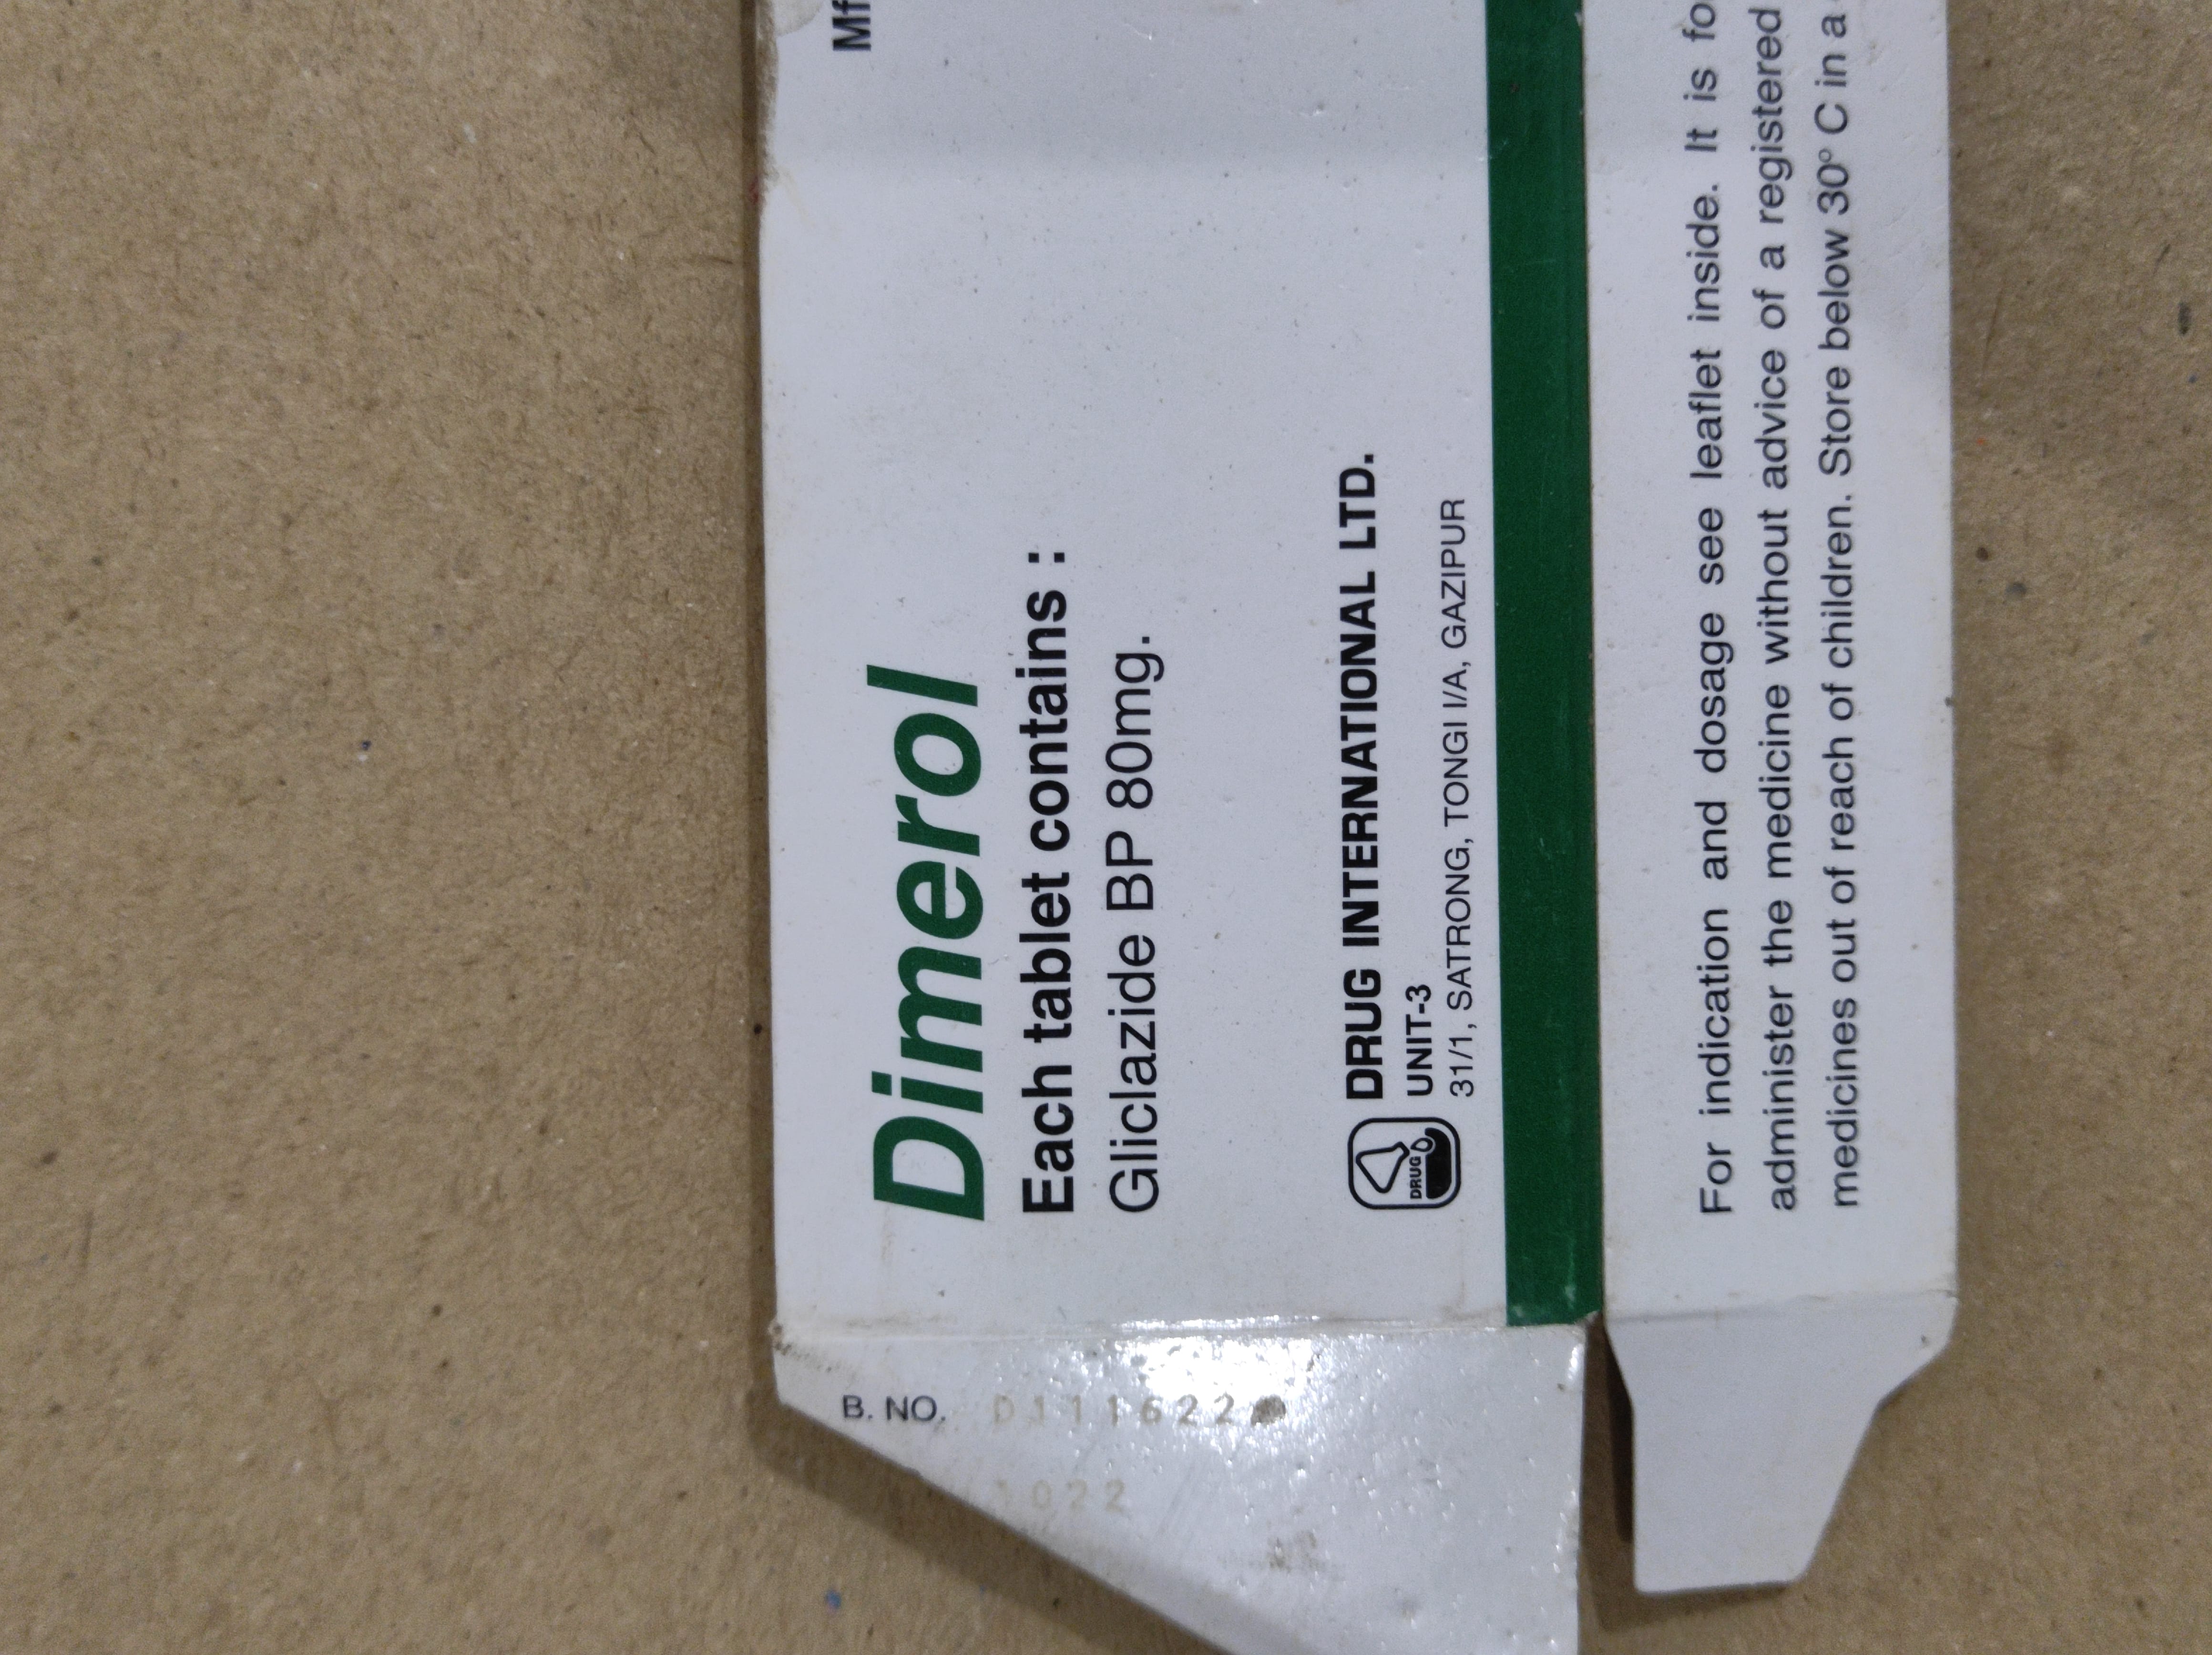 B. NO.
Dimerol
Each tablet contains :
Gliclazide BP 80mg.
Mf
DRUG
DRUG INTERNATIONAL LTD.
UNIT-3
31/1, SATRONG, TONGI I/A, GAZIPUR
For indication and dosage see leaflet inside. It is fo
administer the medicine without advice of a registered
medicines out of reach of children. Store below 30° C in a